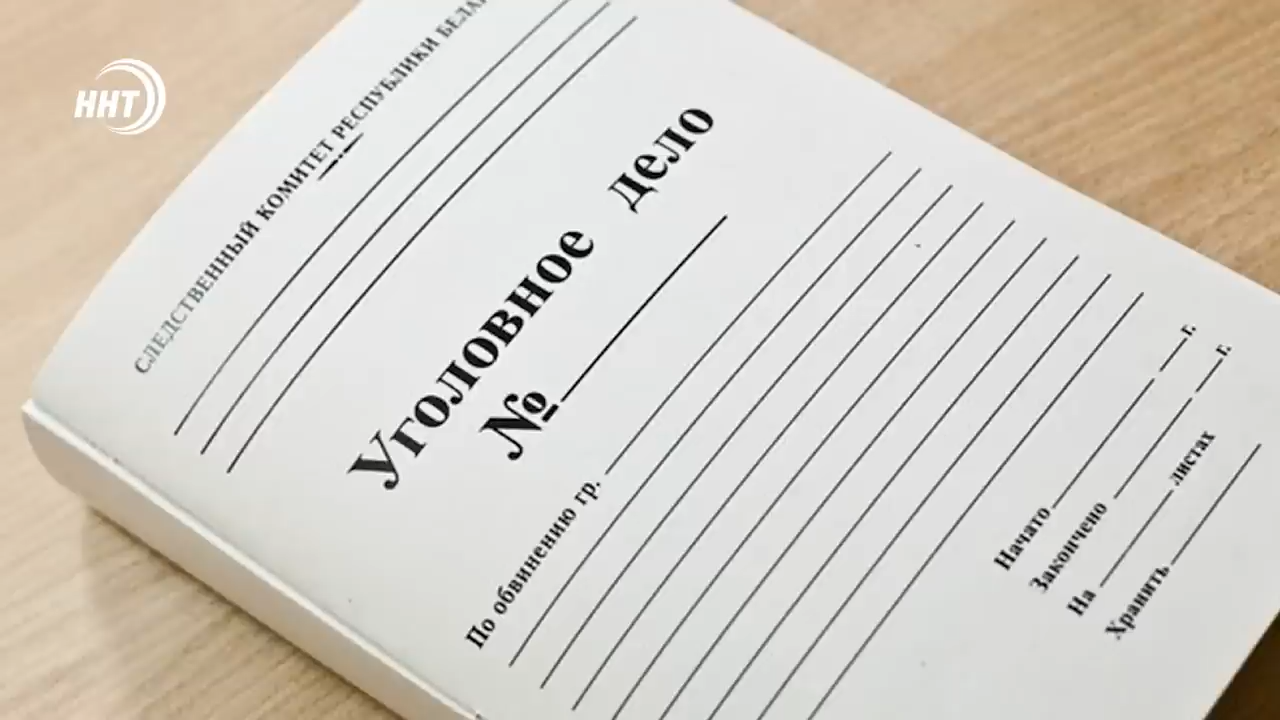 ННТ
СЛЕДСТВЕННЫЙ КОМИТЕТ РЕСПУБЛИКИ
Уголовное дело
№
По обвинению гр.
Начато г.
Закончено г.
На листах
Хранить